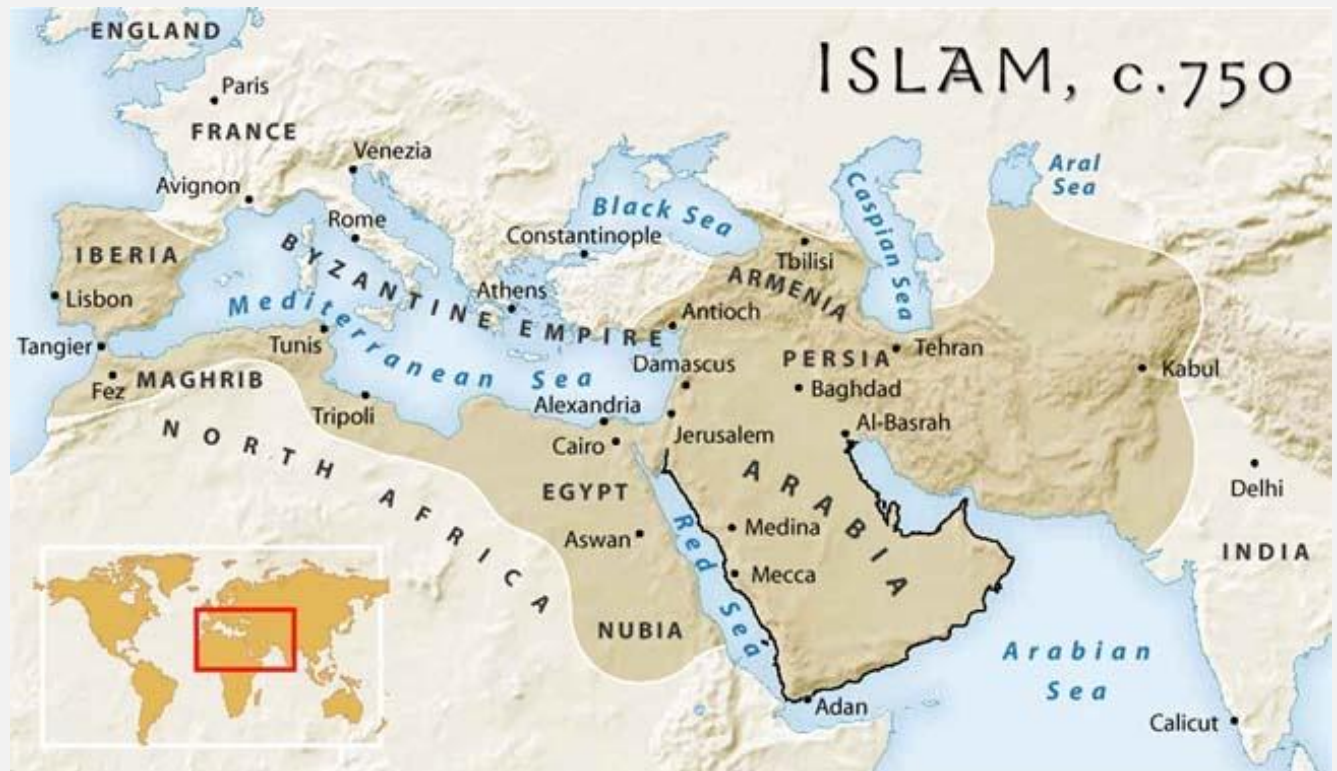 ENGLAND
ISLAM, c.750
Paris
FRANCE
Venezia
Avignon
Rome
Black Sea
Caspian Sea
Aral
Sea
Constantinople
Tbilisi
IBERIA
BYZANTINE EMPIRE
Athens
ARMENIA
Lisbon
Mediterranean Sea
Antioch
Tangier
Tunis
Damascus
PERSIA
Tehran
Fez
MAGHRIB
Baghdad
Kabul
Tripoli
Alexandria
Al-Basrah
NORTH AFRICA
Cairo
Jerusalem
ARABIA
EGYPT
Delhi
Red Sea
Medina
Aswan
INDIA
Mecca
NUBIA
Arabian
Sea
Adan
Calicut